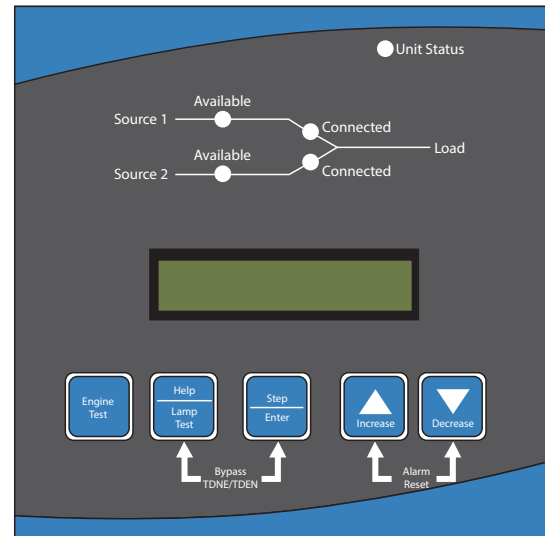 Unit Status
Available
Source 1
Connected
Load
Available
Source 2
Connected
Engine
Test
Help
Lamp
Test
Step
Enter
Increase
Decrease
Bypass
TDNE/TDEN
Alarm
Reset